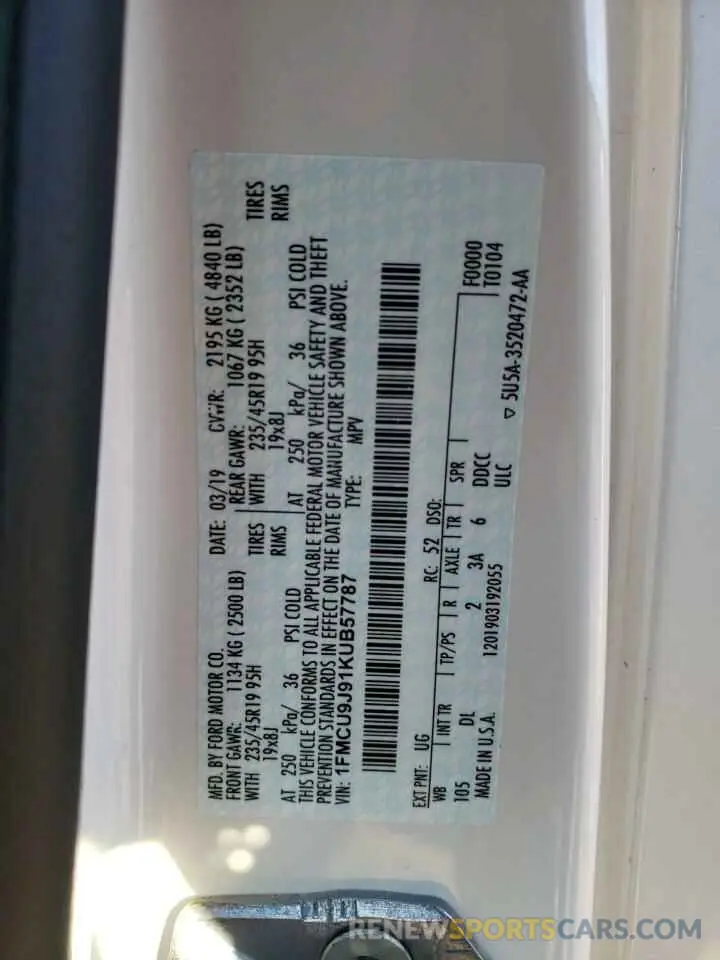 MFD. BY FORD MOTOR CO.
DATE: 03/19 GVWR: 2195 KG ( 4840 LB)
FRONT GAWR: 1134 KG ( 2500 LB)
REAR GAWR: 1067 KG ( 2352 LB)
WITH 235/45R19 95H TIRES
WITH 235/45R19 95H TIRES
19x8J RIMS
19x8J RIMS
AT 250 kPa/ 36 PSI COLD
AT 250 kPa/ 36 PSI COLD
THIS VEHICLE CONFORMS TO ALL APPLICABLE FEDERAL MOTOR VEHICLE SAFETY AND THEFT
PREVENTION STANDARDS IN EFFECT ON THE DATE OF MANUFACTURE SHOWN ABOVE.
VIN: 1FMCU9J91KUB57787 TYPE: MPV
EXT PNT: UG RC: 52 DSO: F0000
WB INT TR TP/PS R AXLE TR SPR T0104
105 DL 2 3A 6 DDCC
MADE IN U.S.A. 1201903192055 ULC ▽ 5U5A-3520472-AA
RENEWSPORTSCARS.COM